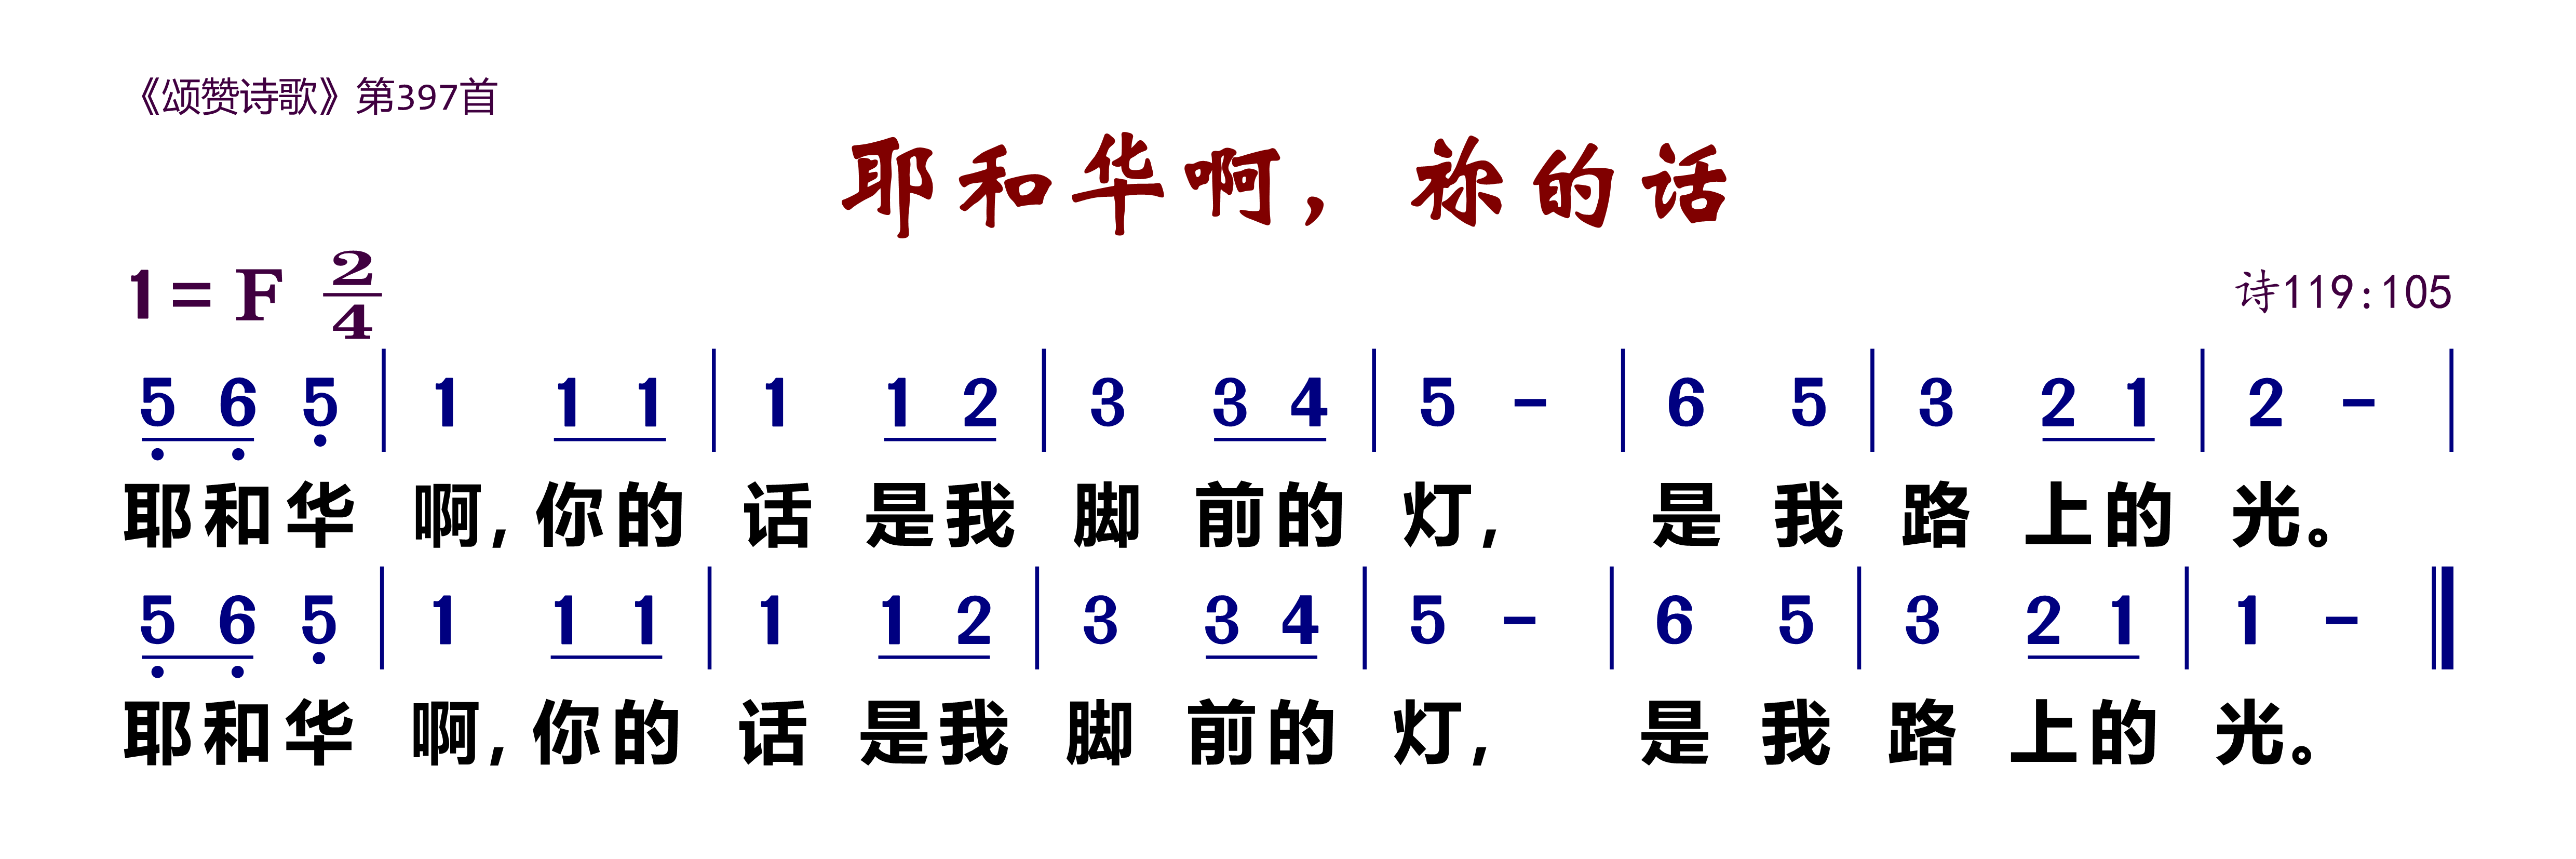 《颂赞诗歌》第397首
耶和华啊，祢的话
1= F 2/4
诗119:105
5 6 5 | 1 1 1 | 1 1 2 | 3 3 4 | 5 - | 6 5 | 3 2 1 | 2 - |
耶和华 啊,你的 话 是我 脚 前的 灯, 是 我 路 上的 光。
5 6 5 | 1 1 1 | 1 1 2 | 3 3 4 | 5 - | 6 5 | 3 2 1 | 1 - ‖
耶和华 啊,你的 话 是我 脚 前的 灯, 是 我 路 上的 光。